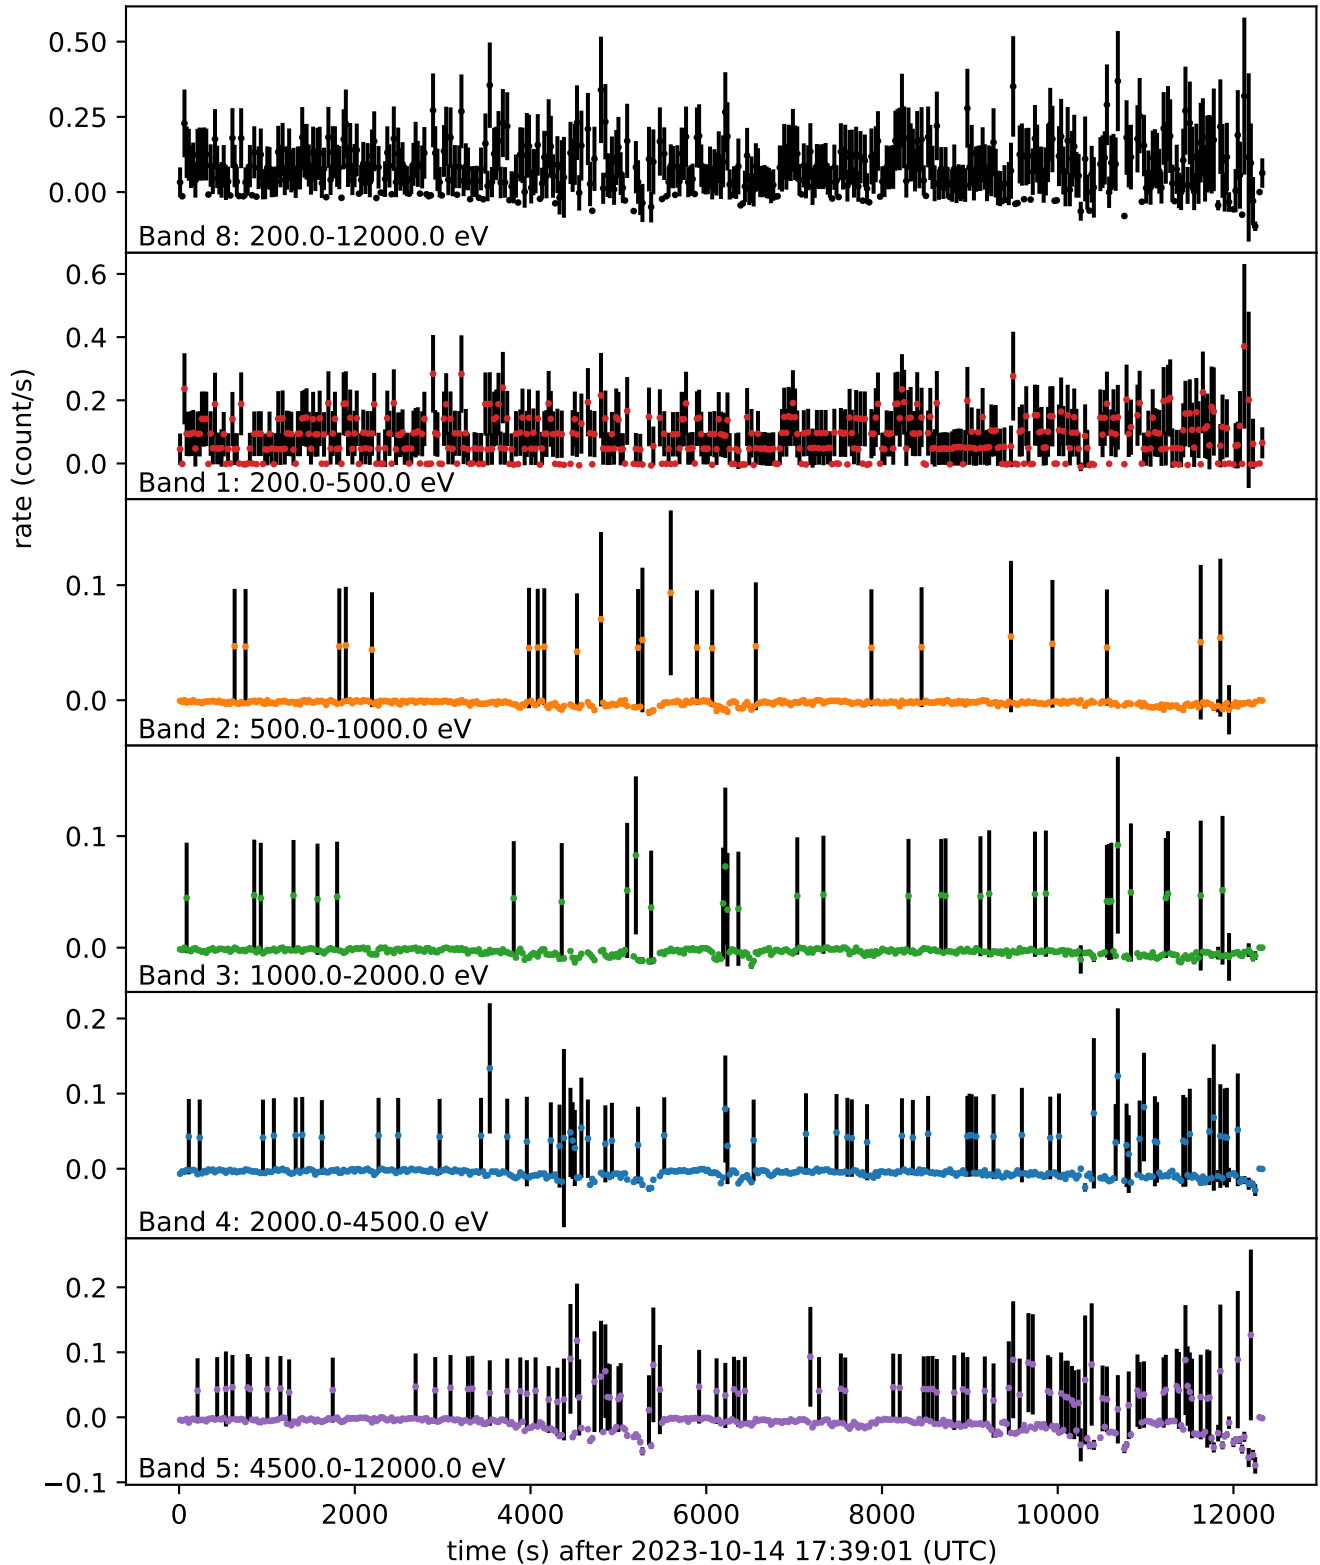 0.50
0.25
0.00
Band 8: 200.0-12000.0 eV
0.6
0.4
0.2
0.0
Band 1: 200.0-500.0 eV
rate (count/s)
0.1
0.0
Band 2: 500.0-1000.0 eV
0.1
0.0
Band 3: 1000.0-2000.0 eV
0.2
0.1
0.0
Band 4: 2000.0-4500.0 eV
0.2
0.1
0.0
−0.1
Band 5: 4500.0-12000.0 eV
0 2000 4000 6000 8000 10000 12000
time (s) after 2023-10-14 17:39:01 (UTC)